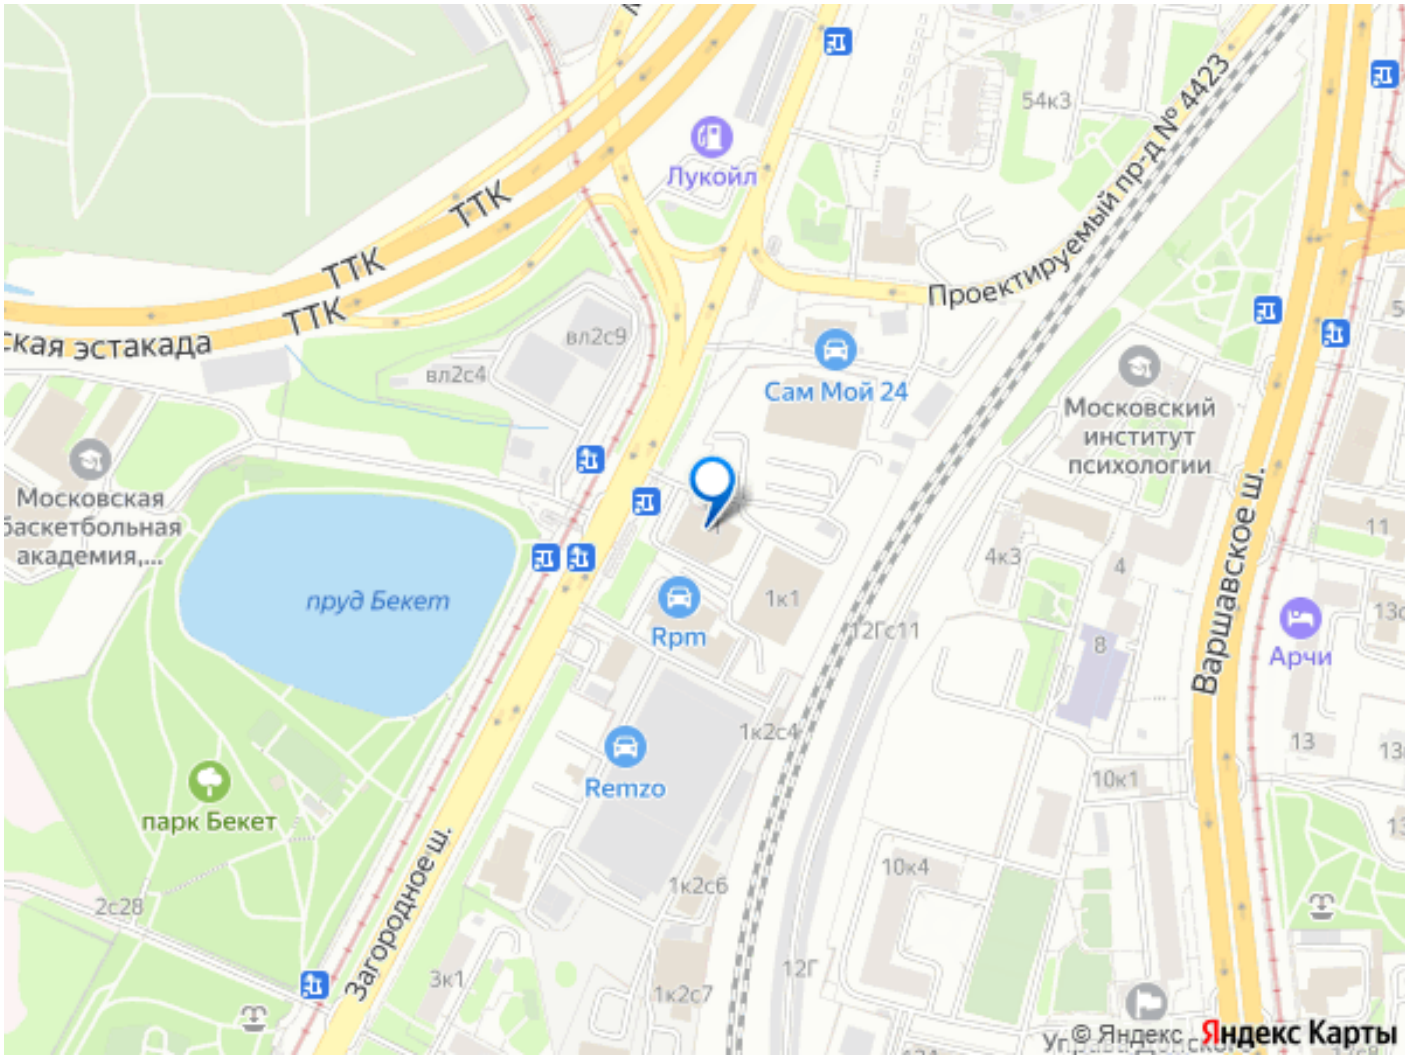 54к3
Проектируемый пр-д № 4423
Лукойл
ТТК
ТТК
ТТК
ская эстакада
вл2с9
вл2с4
Сам Мой 24
Московский
институт
психологии
Московская
баскетбольная
академия,...
Варшавское ш.
11
4к3
4
1
1к1
пруд Бекет
Rpm
12Гс11
8
Арчи
13
1к2с4
Remzo
10к1
парк Бекет
Загородное ш.
10к4
1к2с6
2с28
3к1
12Г
1к2с7
© Яндекс
Яндекс Карты